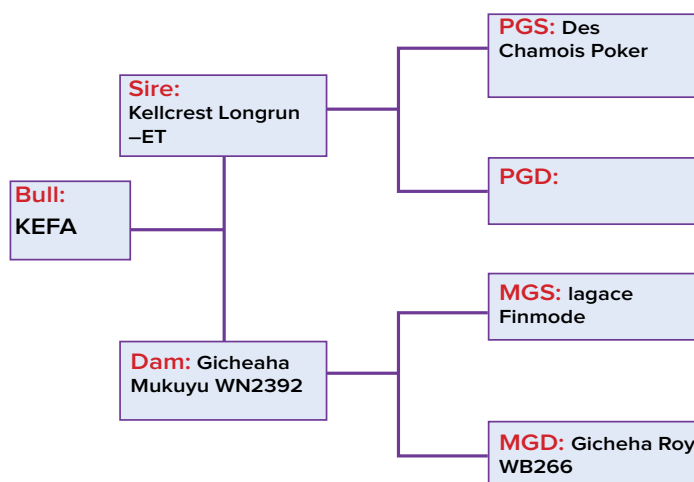 PGS: Des
Chamois Poker
Sire:
Kellcrest Longrun
–ET
PGD:
Bull:
KEFA
MGS: lagace
Finmode
Dam: Gicheaha
Mukuyu WN2392
MGD: Gicheha Roy
WB266